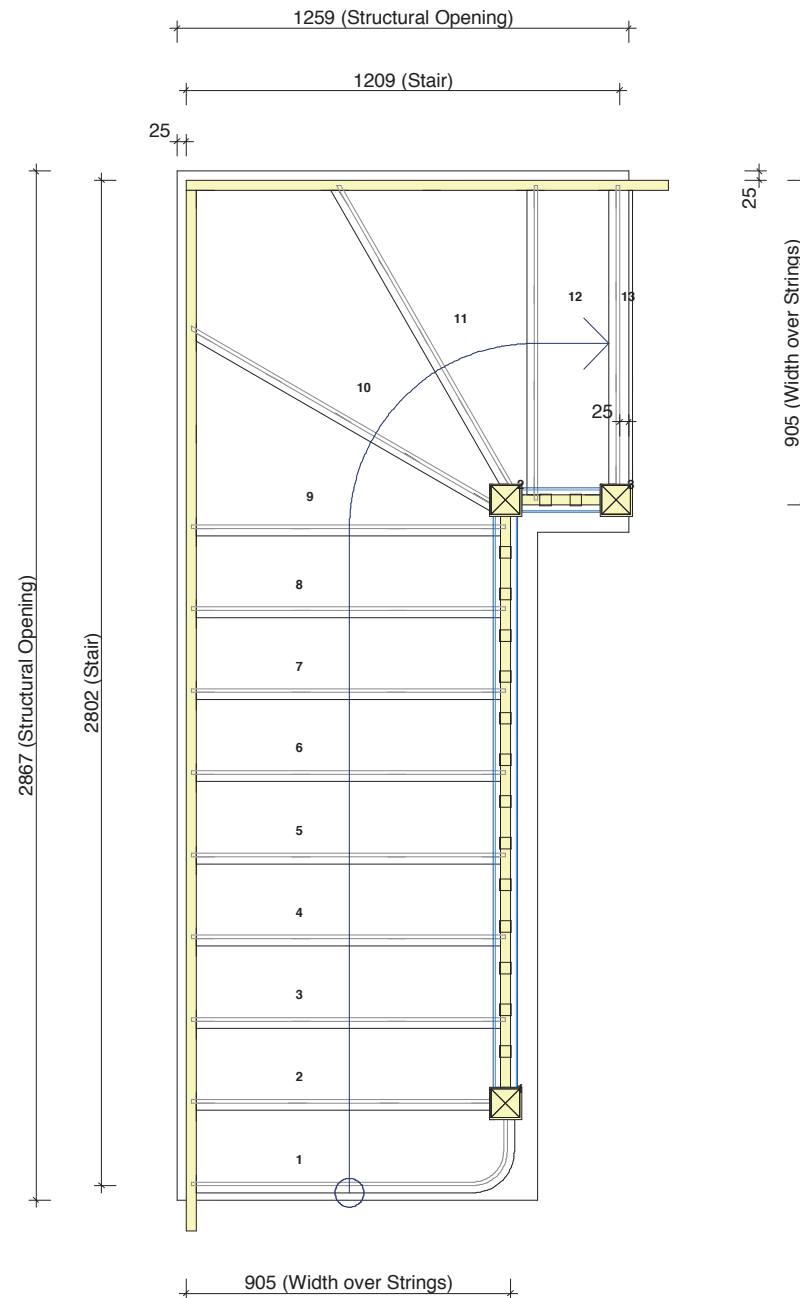 1259 (Structural Opening)
1209 (Stair)
25
25
905 (Width over Strings)
12
13
11
10
25
9
8
7
6
5
4
3
2
1
2867 (Structural Opening)
2802 (Stair)
905 (Width over Strings)